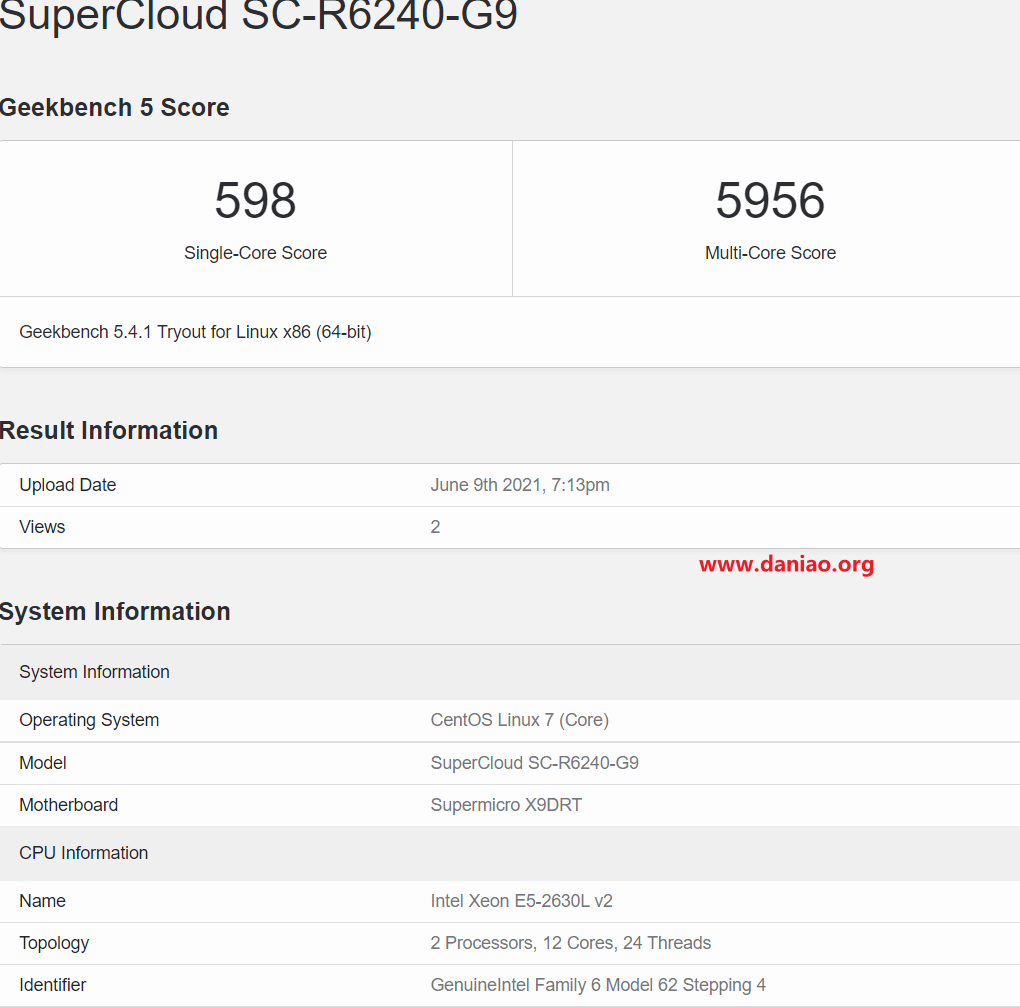 SuperCloud SC-R6240-G9
Geekbench 5 Score
598
Single-Core Score
5956
Multi-Core Score
Geekbench 5.4.1 Tryout for Linux x86 (64-bit)
Result Information
Upload Date June 9th 2021, 7:13pm
Views 2
www.daniao.org
System Information
System Information
Operating System CentOS Linux 7 (Core)
Model SuperCloud SC-R6240-G9
Motherboard Supermicro X9DRT
CPU Information
Name Intel Xeon E5-2630L v2
Topology 2 Processors, 12 Cores, 24 Threads
Identifier GenuineIntel Family 6 Model 62 Stepping 4